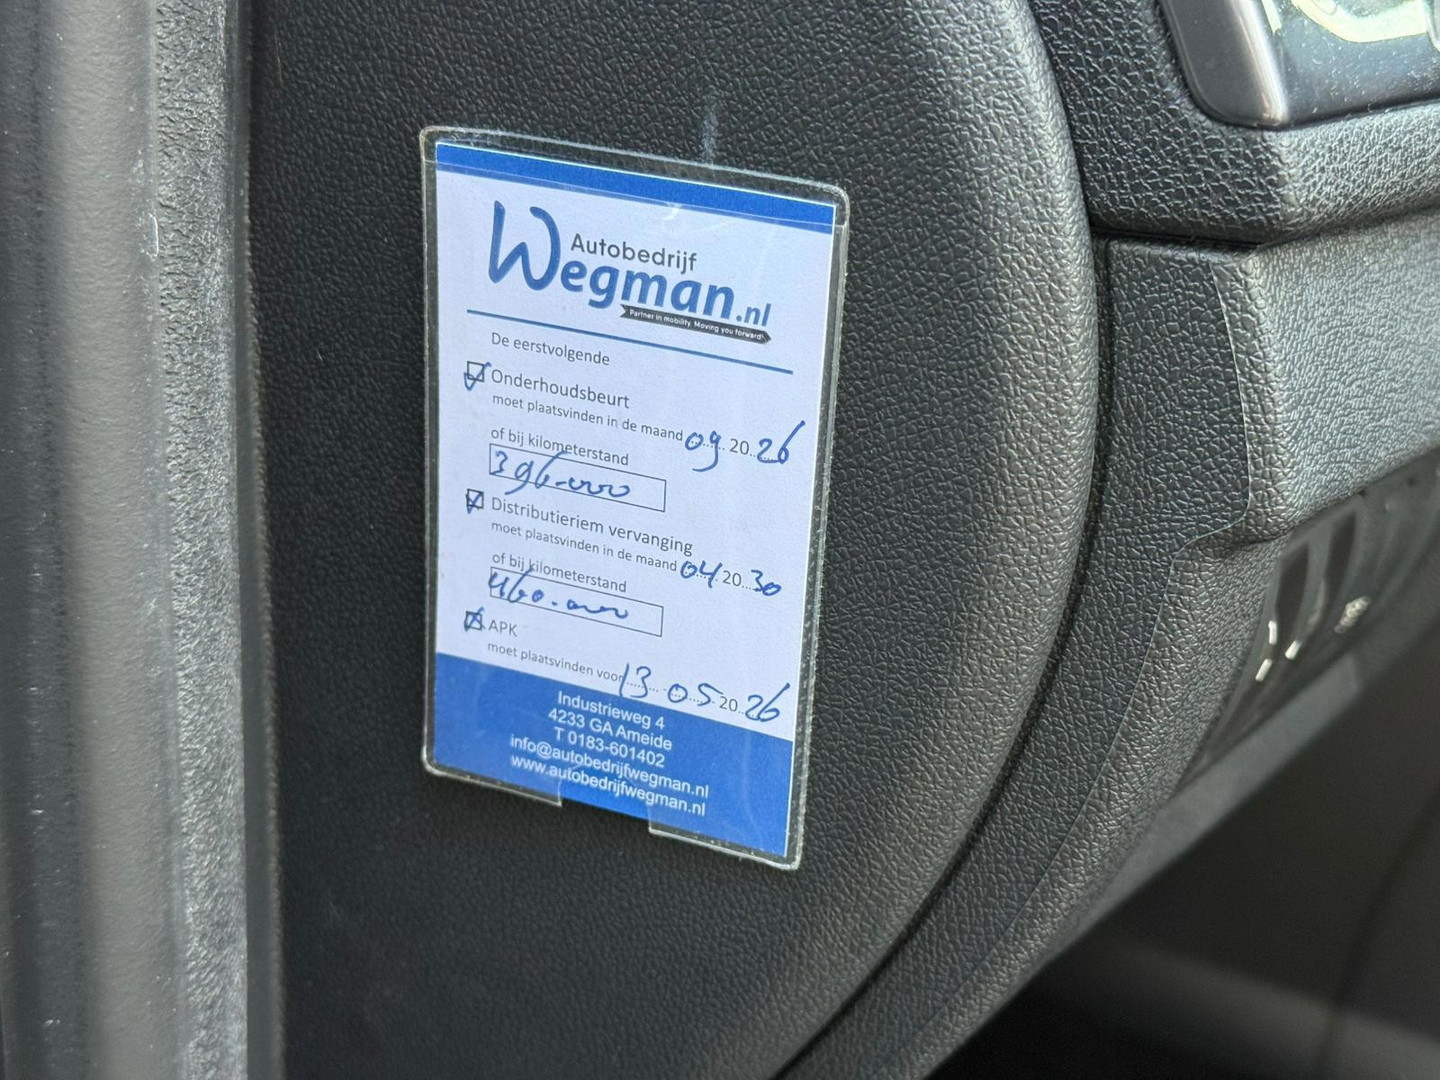 Autobedrijf
Wegman.nl
Partner in mobility. Moving you forward!
De eerstvolgende
Onderhoudsbeurt
moet plaatsvinden in de maand 09 20 26
of bij kilometerstand
396.000
Distributieriem vervanging
moet plaatsvinden in de maand 04 20 30
of bij kilometerstand
460.000
APK
moet plaatsvinden voor 13 05 20 26
Industrieweg 4
4233 GA Ameide
T 0183-601402
info@autobedrijfwegman.nl
www.autobedrijfwegman.nl